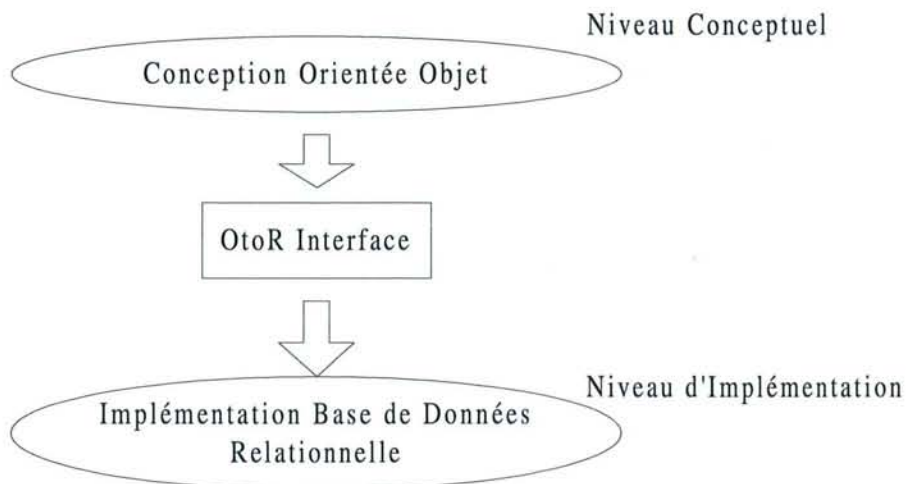 Niveau Conceptuel
Conception Orientée Objet
OtoR Interface
Niveau d'Implémentation
Implémentation Base de Données
Relationnelle